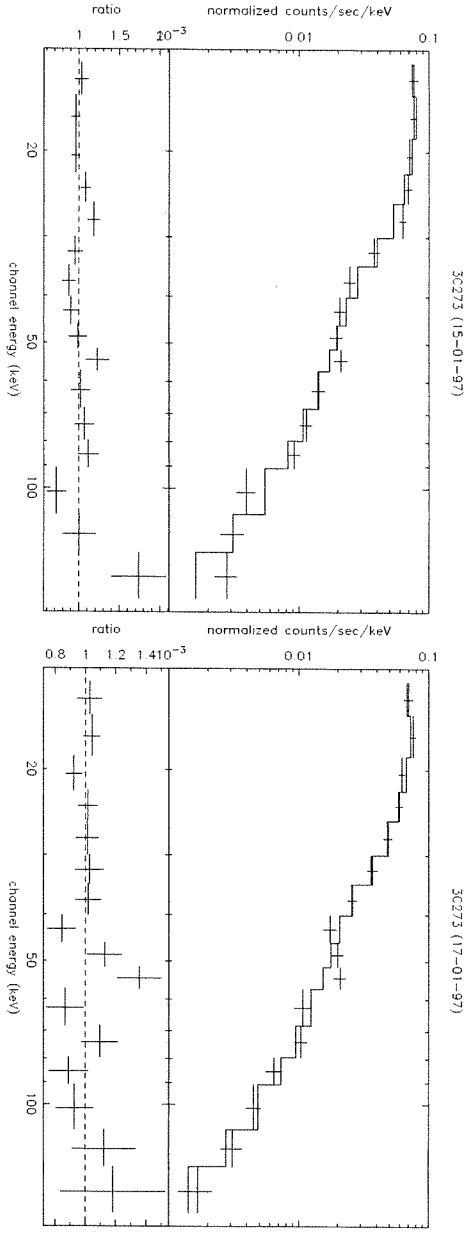 3C273 (15-01-97)
normalized counts/sec/keV
0.1
0.01
10⁻³
ratio
2
1.5
1
20
50
100
channel energy (keV)
3C273 (17-01-97)
normalized counts/sec/keV
0.1
0.01
10⁻³
ratio
1.4
1.2
1
0.8
20
50
100
channel energy (keV)